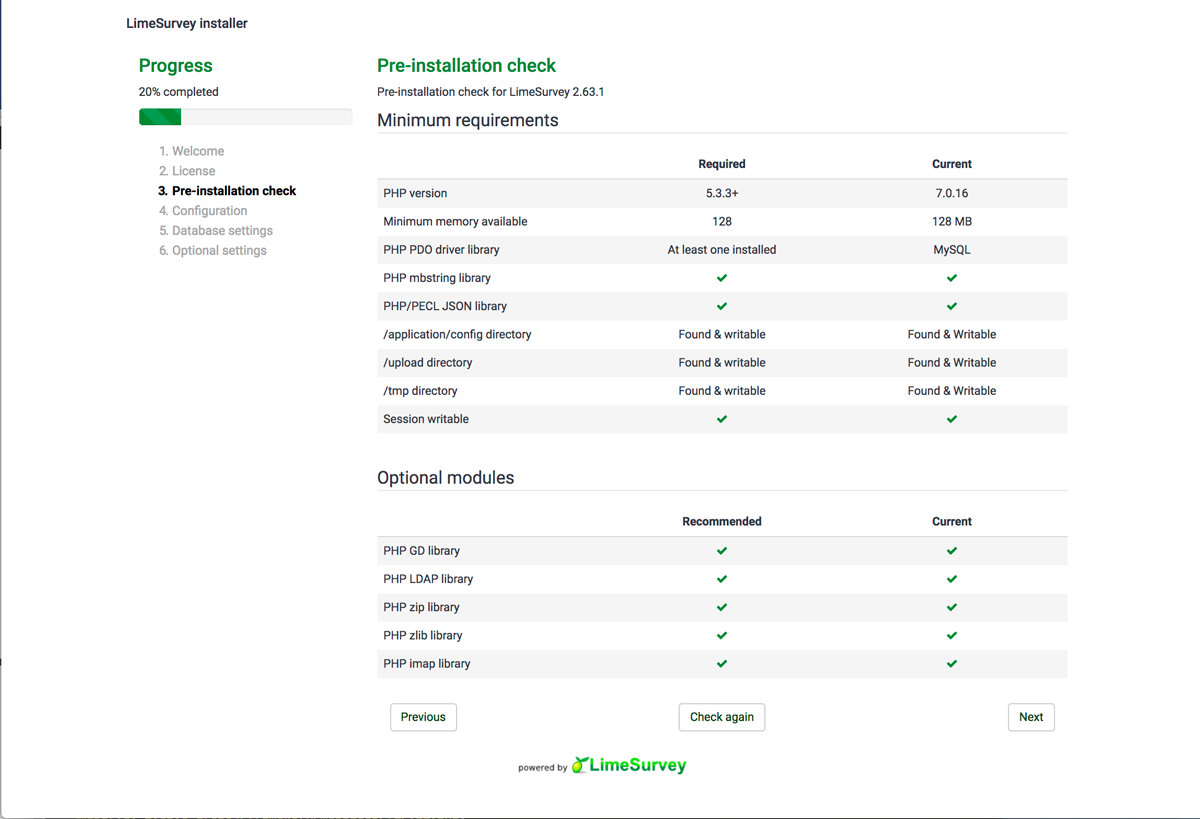 LimeSurvey installer
Progress
20% completed
1. Welcome
2. License
3. Pre-installation check
4. Configuration
5. Database settings
6. Optional settings
Pre-installation check
Pre-installation check for LimeSurvey 2.63.1
Minimum requirements
Required Current
PHP version 5.3.3+ 7.0.16
Minimum memory available 128 128 MB
PHP PDO driver library At least one installed MySQL
PHP mbstring library ✔ ✔
PHP/PECL JSON library ✔ ✔
/application/config directory Found & writable Found & Writable
/upload directory Found & writable Found & Writable
/tmp directory Found & writable Found & Writable
Session writable ✔ ✔
Optional modules
Recommended Current
PHP GD library ✔ ✔
PHP LDAP library ✔ ✔
PHP zip library ✔ ✔
PHP zlib library ✔ ✔
PHP imap library ✔ ✔
Previous Check again Next
powered by LimeSurvey